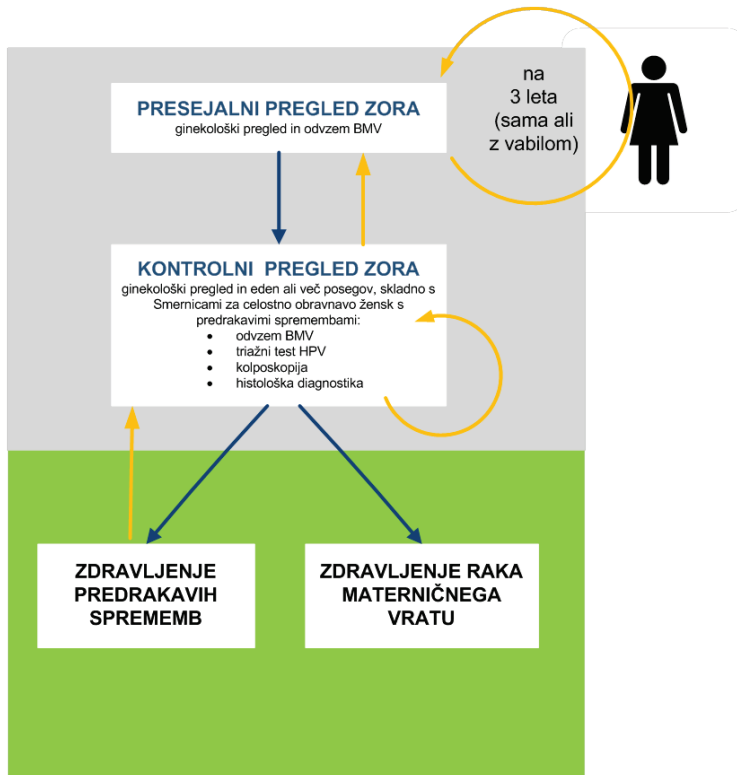 PRESEJALNI PREGLED ZORA
ginekološki pregled in odvzem BMV
na
3 leta
(sama ali
z vabilom)
KONTROLNI PREGLED ZORA
ginekološki pregled in eden ali več posegov, skladno s
Smernicami za celostno obravnavo žensk s
predrakavimi spremembami:
• odvzem BMV
• triažni test HPV
• kolposkopija
• histološka diagnostika
ZDRAVLJENJE
PREDRAKAVIH
SPREMEMB
ZDRAVLJENJE RAKA
MATERNIČNEGA
VRATU